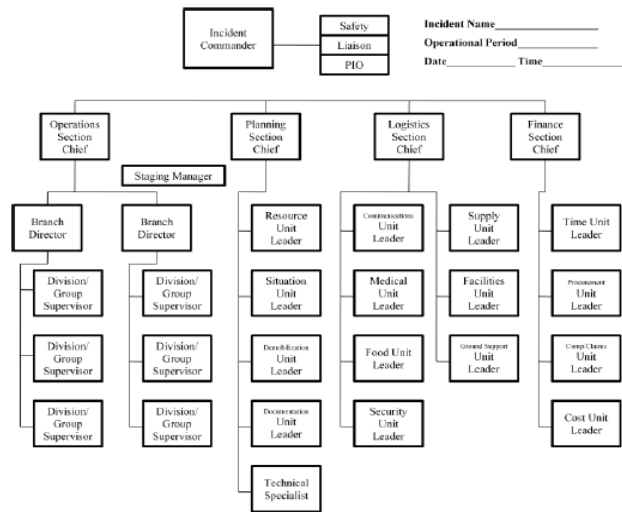 Incident
Commander
Safety
Liaison
PIO
Incident Name
Operational Period
Date Time
Operations
Section
Chief
Planning
Section
Chief
Logistics
Section
Chief
Finance
Section
Chief
Staging Manager
Branch
Director
Branch
Director
Division/
Group
Supervisor
Division/
Group
Supervisor
Division/
Group
Supervisor
Division/
Group
Supervisor
Division/
Group
Supervisor
Division/
Group
Supervisor
Resource
Unit
Leader
Situation
Unit
Leader
Demobilization
Unit
Leader
Documentation
Unit
Leader
Technical
Specialist
Communications
Unit
Leader
Medical
Unit
Leader
Food Unit
Leader
Security
Unit
Leader
Supply
Unit
Leader
Facilities
Unit
Leader
Ground Support
Unit
Leader
Time Unit
Leader
Procurement
Unit
Leader
Comp/Claims
Unit
Leader
Cost Unit
Leader